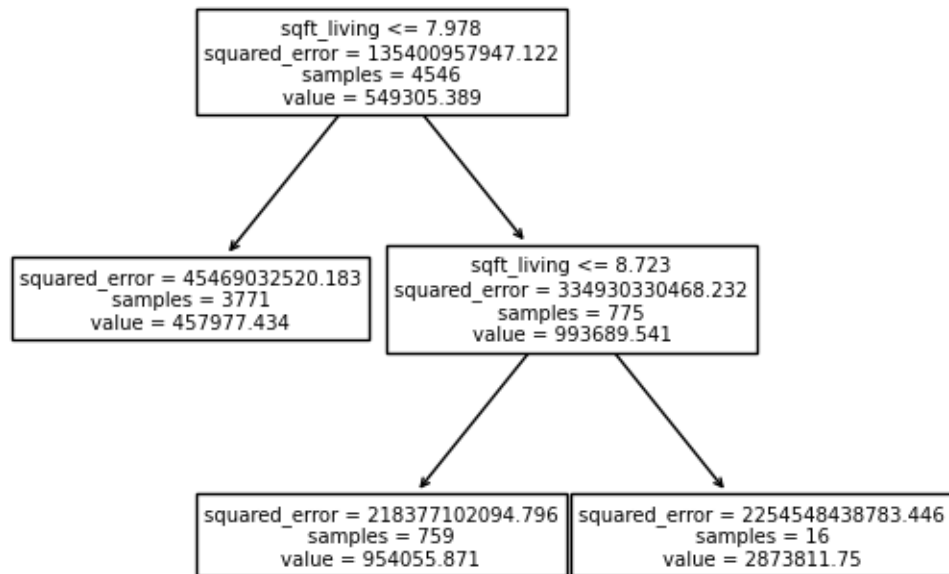 sqft_living <= 7.978
squared_error = 135400957947.122
samples = 4546
value = 549305.389
squared_error = 45469032520.183
samples = 3771
value = 457977.434
sqft_living <= 8.723
squared_error = 334930330468.232
samples = 775
value = 993689.541
squared_error = 218377102094.796
samples = 759
value = 954055.871
squared_error = 2254548438783.446
samples = 16
value = 2873811.75